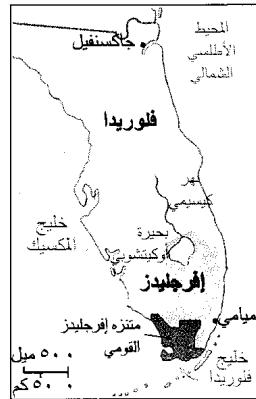 المحيط
الأطلسي
الشمالي
جاكسنفيل
فلوريدا
نهر
كيسيمي
خليج
المكسيك
بحيرة
أوكيتشوبي
إفرجليدز
ميامي
متنزه إفرجليدز
القومي
خليج
فلوريدا
٥٠٠ ميل
٥٠٠ كم